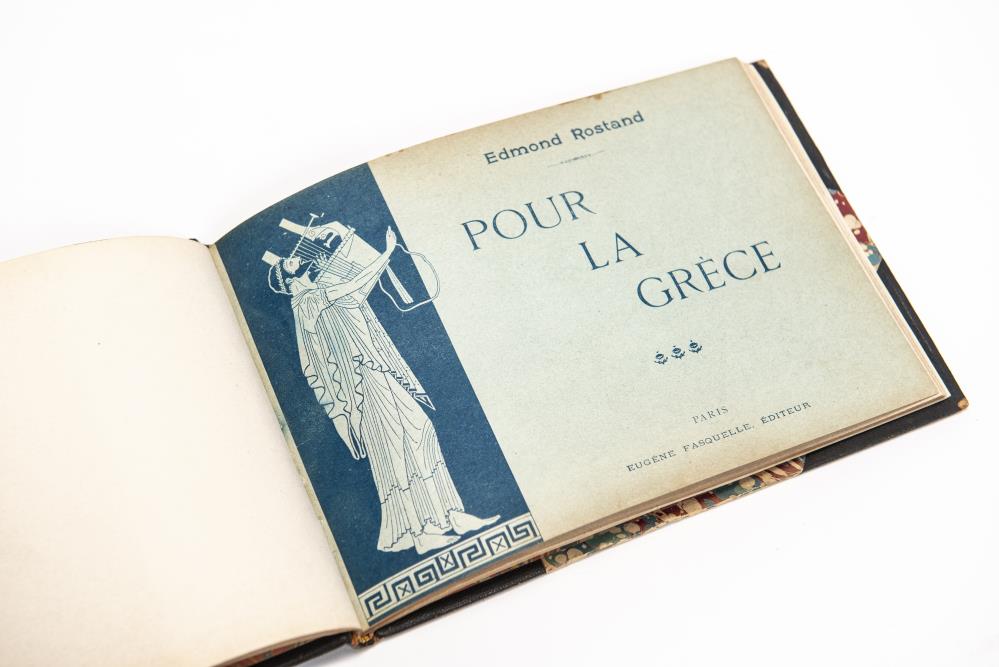 Edmond Rostand
POUR
LA
GRÈCE
PARIS
EUGÈNE FASQUELLE, ÉDITEUR